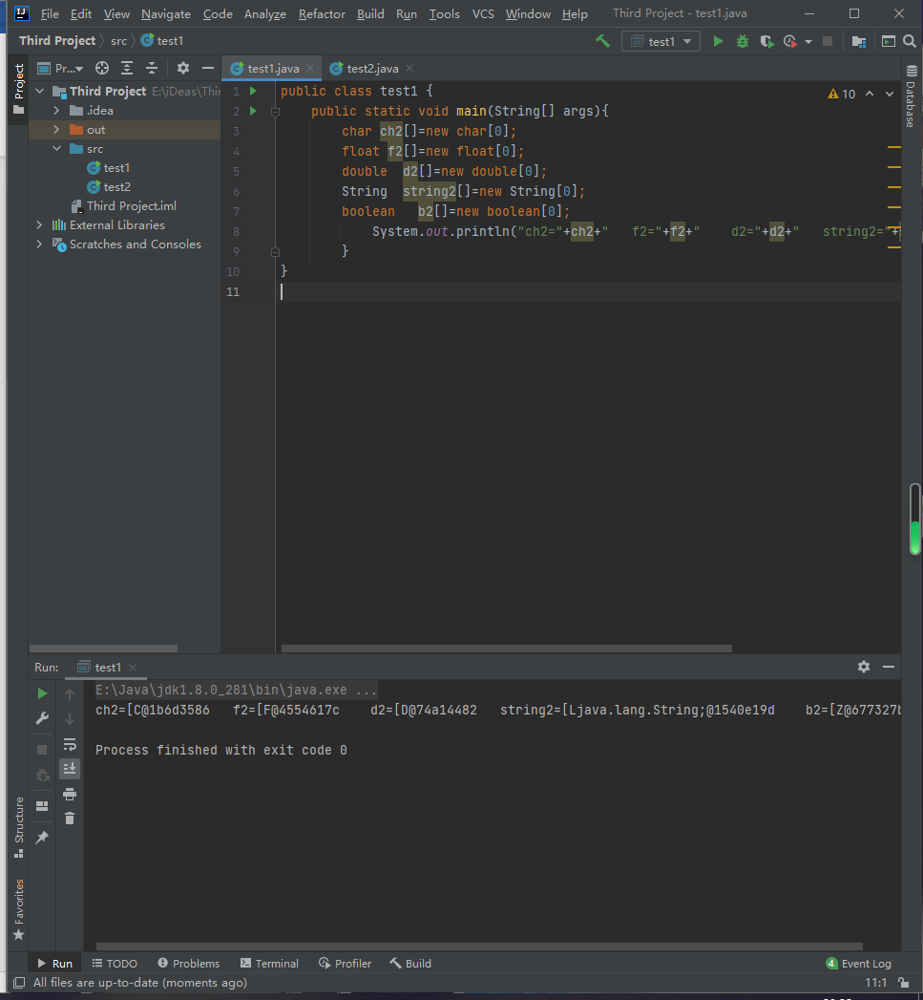 File Edit View Navigate Code Analyze Refactor Build Run Tools VCS Window Help Third Project - test1.java
Third Project src test1 test1
Project
Pr...
test1.java test2.java
Third Project E:\iDeas\Thi
.idea
out
src
test1
test2
Third Project.iml
External Libraries
Scratches and Consoles
10
1 public class test1 {
2 public static void main(String[] args){
3 char ch2[]=new char[0];
4 float f2[]=new float[0];
5 double d2[]=new double[0];
6 String string2[]=new String[0];
7 boolean b2[]=new boolean[0];
8 System.out.println("ch2="+ch2+" f2="+f2+" d2="+d2+" string2="+
9 }
10 }
11
Database
Run: test1
E:\Java\jdk1.8.0_281\bin\java.exe ...
ch2=[C@1b6d3586 f2=[F@4554617c d2=[D@74a14482 string2=[Ljava.lang.String;@1540e19d b2=[Z@677327b
Process finished with exit code 0
Structure
Favorites
Run TODO Problems Terminal Profiler Build 4 Event Log
All files are up-to-date (moments ago) 11:1